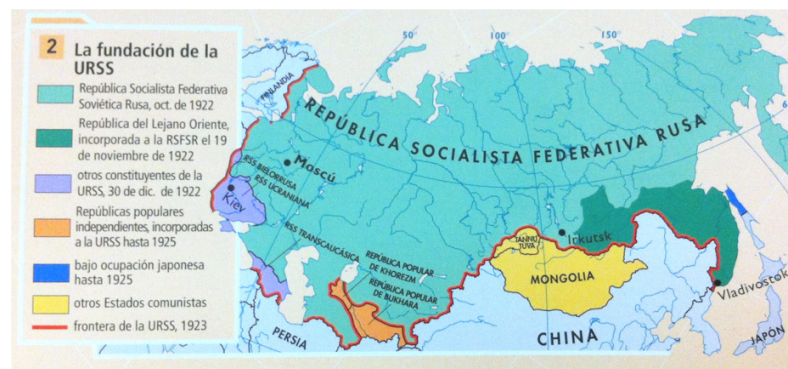 2 La fundación de la
URSS
República Socialista Federativa
Soviética Rusa, oct. de 1922
República del Lejano Oriente,
incorporada a la RSFSR el 19
de noviembre de 1922
otros constituyentes de la
URSS, 30 de dic. de 1922
Repúblicas populares
independientes, incorporadas
a la URSS hasta 1925
bajo ocupación japonesa
hasta 1925
otros Estados comunistas
frontera de la URSS, 1923
50
100
150°
FINLANDIA
REPÚBLICA SOCIALISTA FEDERATIVA RUSA
Moscú
RSS BIELORRUSA
RSS UCRANIANA
Kiev
RSS TRANSCAUCÁSICA
REPÚBLICA POPULAR
DE KHOREZM
REPÚBLICA POPULAR
DE BUKHARA
TANNU
TUVA
Irkutsk
MONGOLIA
Vladivostok
PERSIA
CHINA
JAPÓN